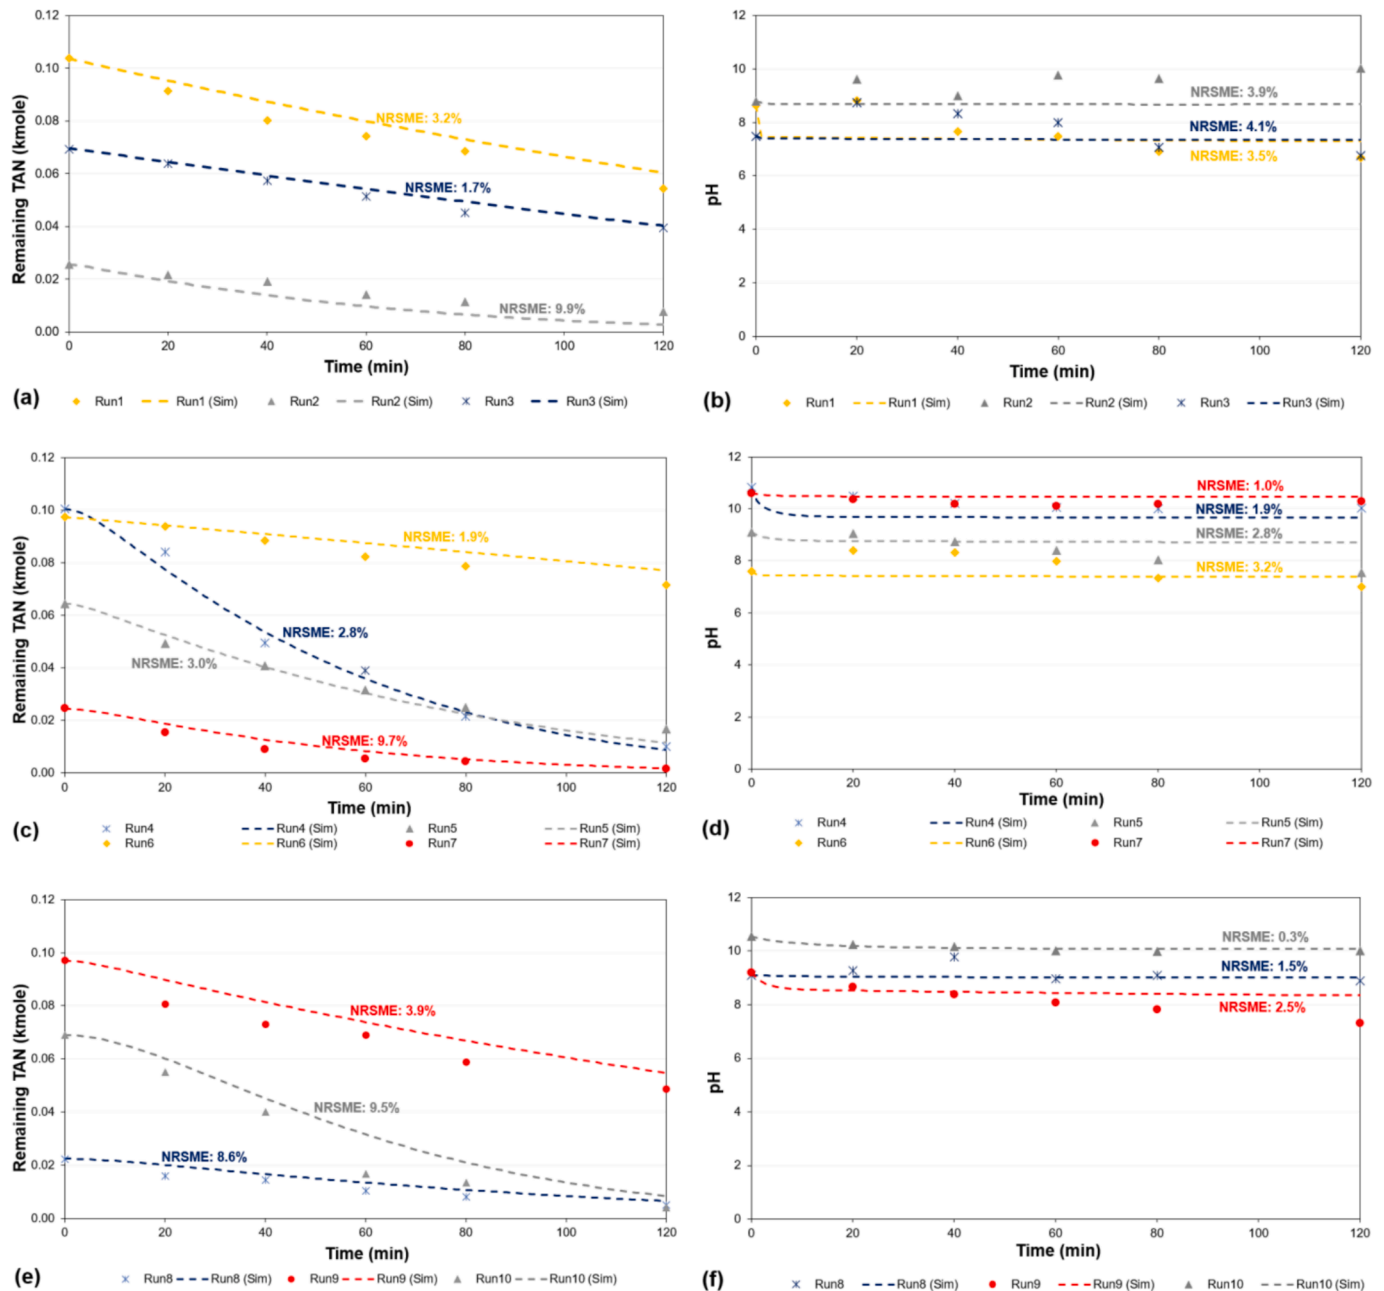 0.12
0.10
0.08
0.06
0.04
0.02
0.00
Remaining TAN (kmole)
NRSME: 3.2%
NRSME: 1.7%
NRSME: 9.9%
0 20 40 60 80 100 120
Time (min)
(a) Run1 Run1 (Sim) Run2 Run2 (Sim) Run3 Run3 (Sim)
12
10
8
6
4
2
0
pH
NRSME: 3.9%
NRSME: 4.1%
NRSME: 3.5%
0 20 40 60 80 100 120
Time (min)
(b) Run1 Run1 (Sim) Run2 Run2 (Sim) Run3 Run3 (Sim)
0.12
0.10
0.08
0.06
0.04
0.02
0.00
Remaining TAN (kmole)
NRSME: 1.9%
NRSME: 2.8%
NRSME: 3.0%
NRSME: 9.7%
0 20 40 60 80 100 120
Time (min)
(c) Run4 Run4 (Sim) Run5 Run5 (Sim)
Run6 Run6 (Sim) Run7 Run7 (Sim)
12
10
8
6
4
2
0
pH
NRSME: 1.0%
NRSME: 1.9%
NRSME: 2.8%
NRSME: 3.2%
0 20 40 60 80 100 120
Time (min)
(d) Run4 Run4 (Sim) Run5 Run5 (Sim)
Run6 Run6 (Sim) Run7 Run7 (Sim)
0.12
0.10
0.08
0.06
0.04
0.02
0.00
Remaining TAN (kmole)
NRSME: 3.9%
NRSME: 9.5%
NRSME: 8.6%
0 20 40 60 80 100 120
Time (min)
(e) Run8 Run8 (Sim) Run9 Run9 (Sim) Run10 Run10 (Sim)
12
10
8
6
4
2
0
pH
NRSME: 0.3%
NRSME: 1.5%
NRSME: 2.5%
0 20 40 60 80 100 120
Time (min)
(f) Run8 Run8 (Sim) Run9 Run9 (Sim) Run10 Run10 (Sim)